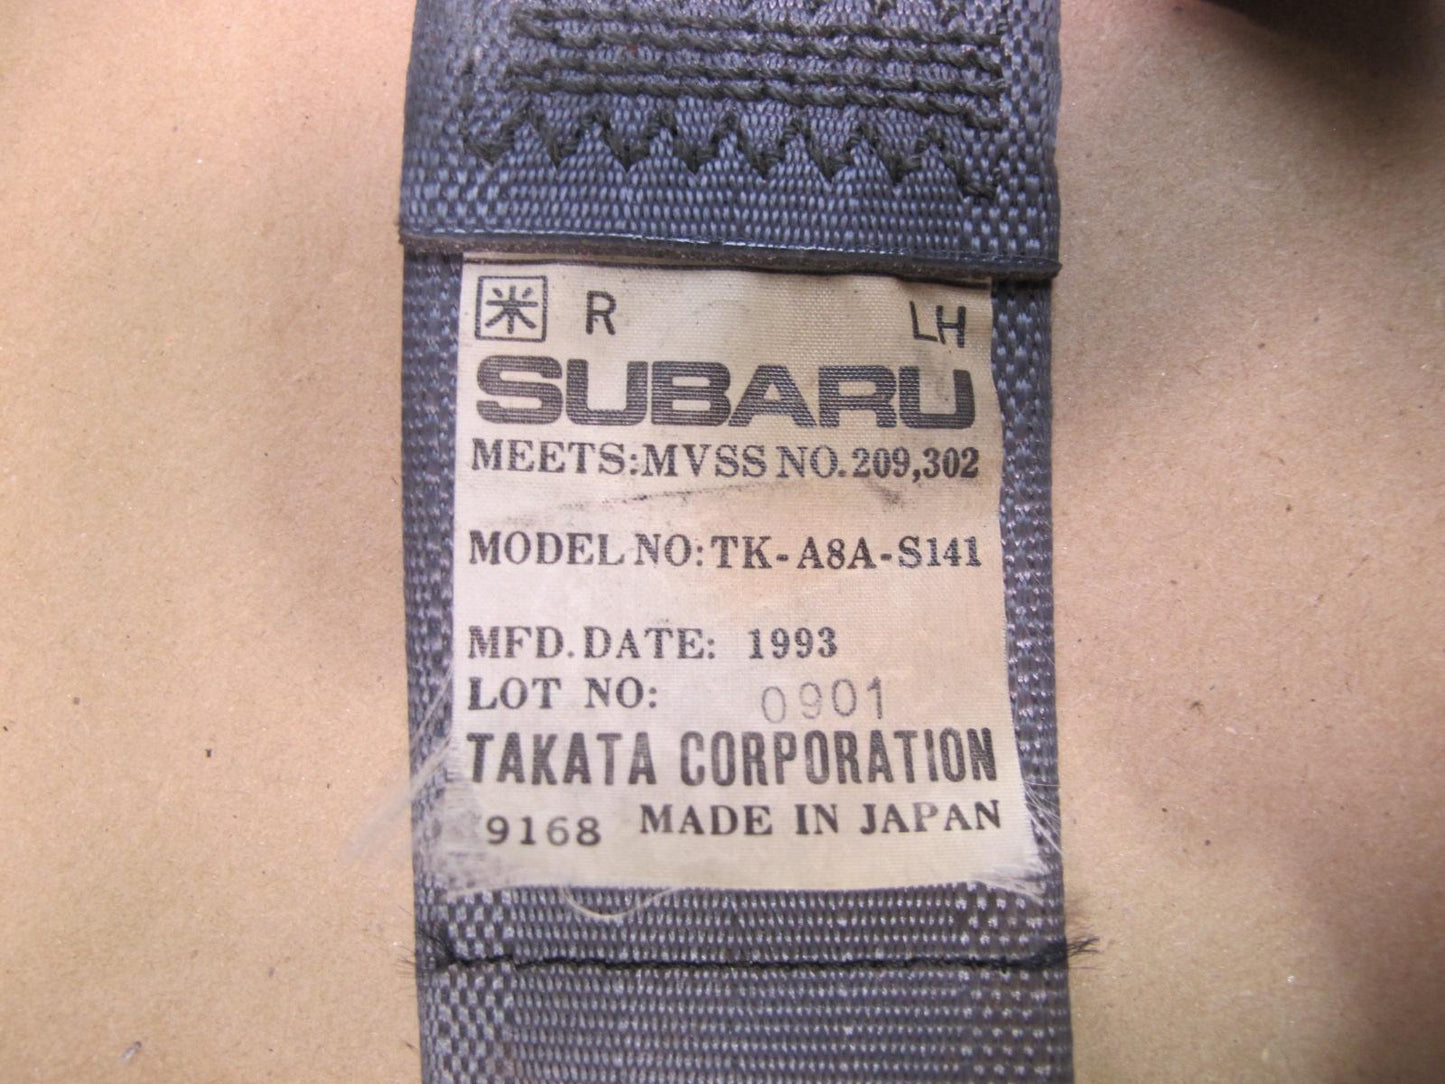 米 R LH
SUBARU
MEETS:MVSS NO.209,302
MODEL NO:TK-A8A-S141
MFD.DATE: 1993
LOT NO: 0901
TAKATA CORPORATION
9168 MADE IN JAPAN